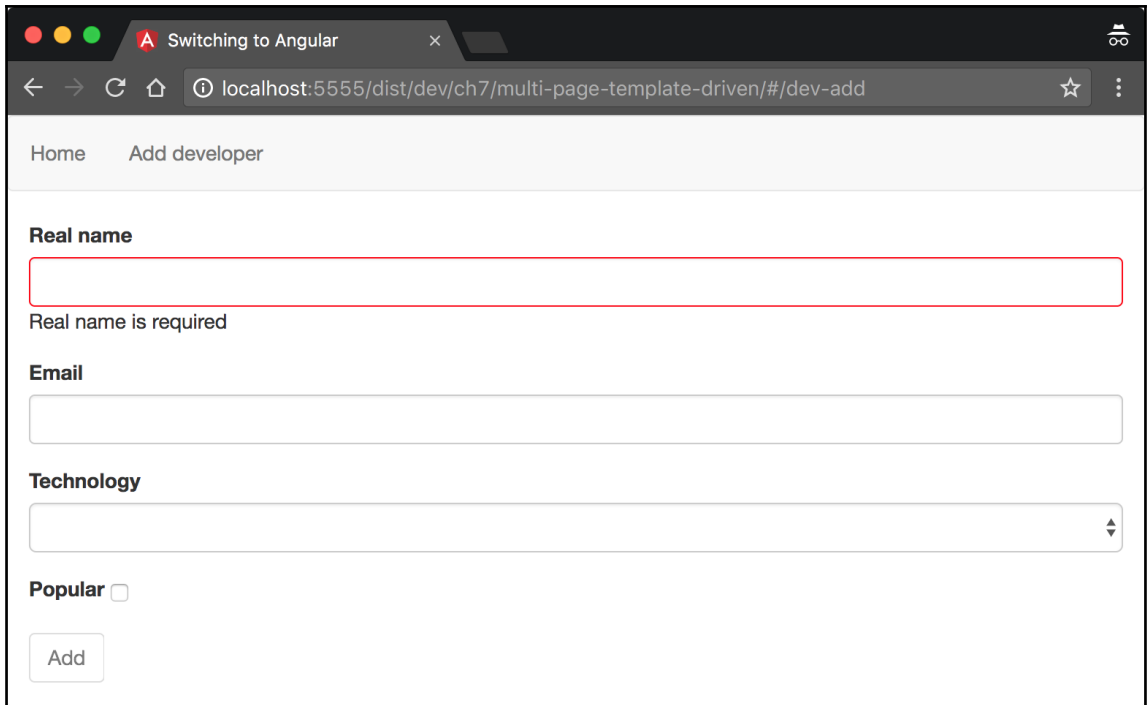 Switching to Angular
localhost:5555/dist/dev/ch7/multi-page-template-driven/#/dev-add
Home Add developer
Real name
Real name is required
Email
Technology
Popular
Add